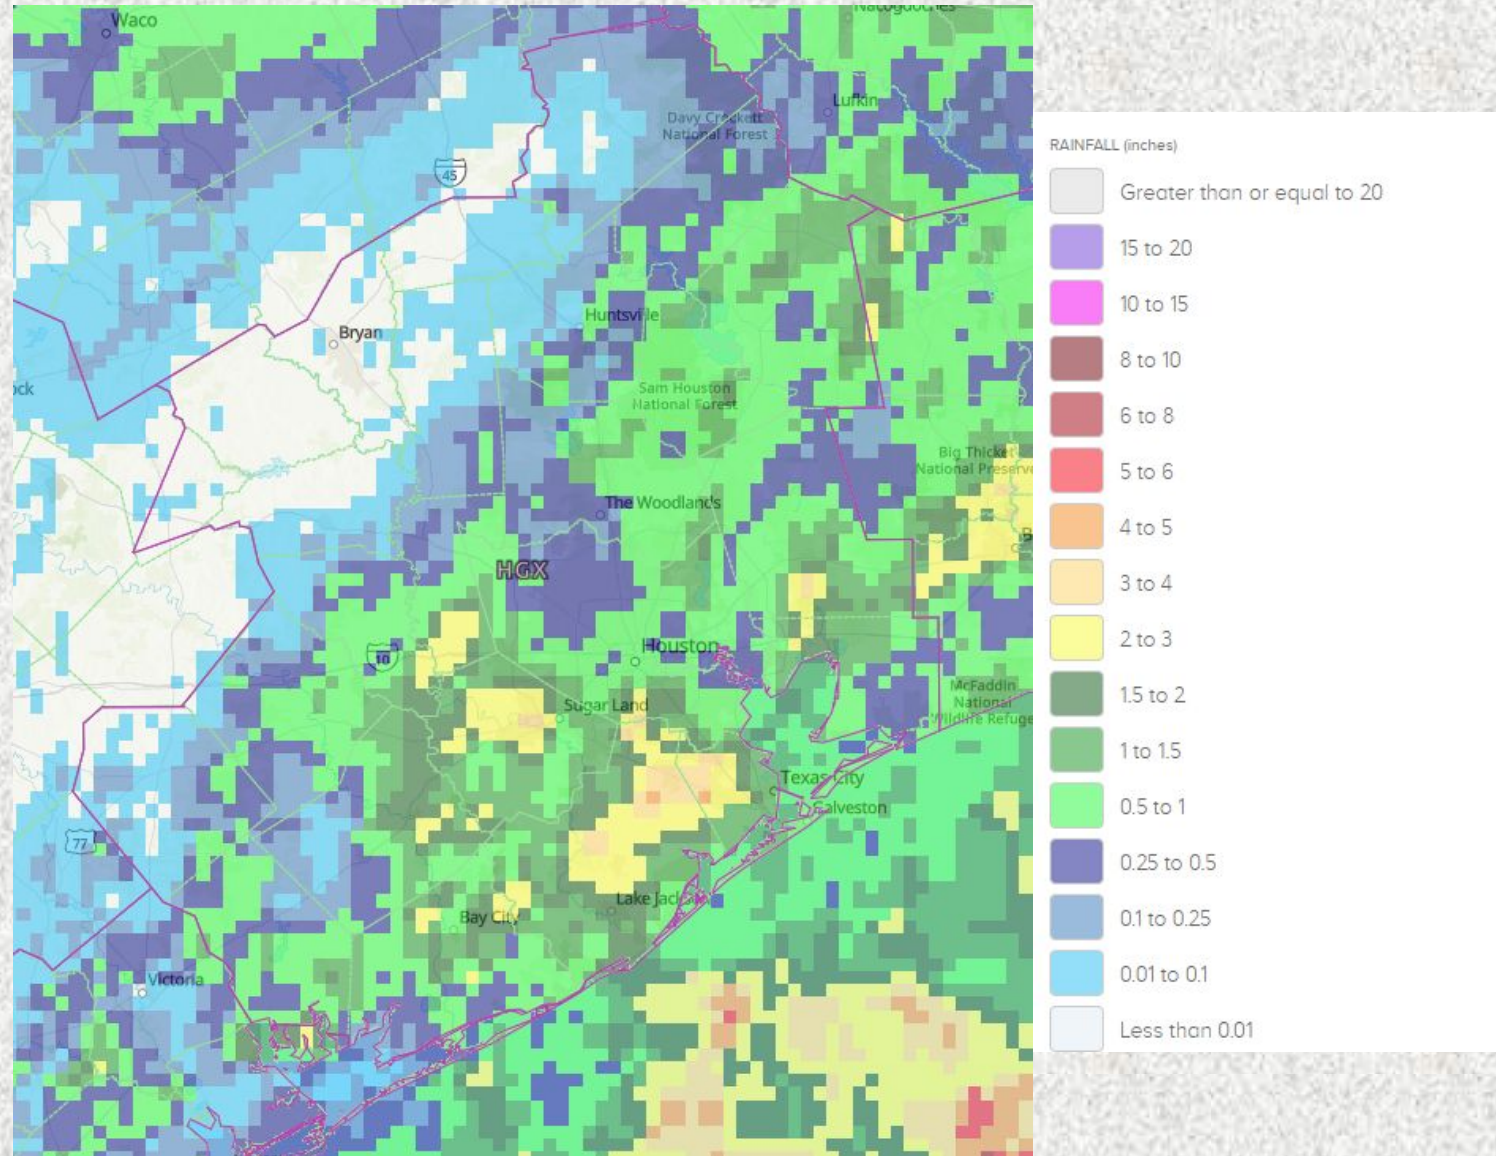 Waco
Nacogdoches
Lufkin
Davy Crockett
National Forest
45
Huntsville
Bryan
ock
Sam Houston
National Forest
Big Thicket
National Preserve
The Woodlands
B
HGX
Houston
10
McFaddin
National
Wildlife Refuge
Sugar Land
Texas City
Galveston
77
Lake Jackson
Bay City
Victoria
RAINFALL (inches)
Greater than or equal to 20
15 to 20
10 to 15
8 to 10
6 to 8
5 to 6
4 to 5
3 to 4
2 to 3
1.5 to 2
1 to 1.5
0.5 to 1
0.25 to 0.5
0.1 to 0.25
0.01 to 0.1
Less than 0.01